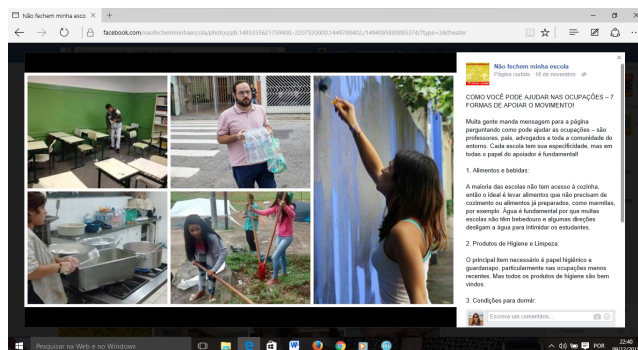 Não fechem minha esco
facebook.com/naofechemminhaescola/photos/pb.1485355621759400.-2207520000.1449700402./1494095880885374/?type=3&theater
Não fechem minha escola
Página curtida · 18 de novembro ·
COMO VOCÊ PODE AJUDAR NAS OCUPAÇÕES – 7
FORMAS DE APOIAR O MOVIMENTO!
Muita gente manda mensagem para a página
perguntando como pode ajudar as ocupações – são
professores, pais, advogados e toda a comunidade do
entorno. Cada escola tem sua especificidade, mas em
todas o papel do apoiador é fundamental!
1. Alimentos e bebidas:
A maioria das escolas não tem acesso à cozinha,
então o ideal é levar alimentos que não precisam de
cozimento ou alimentos já preparados, como marmitas,
por exemplo. Água é fundamental por que muitas
escolas não têm bebedouro e algumas direções
desligam a água para intimidar os estudantes.
2. Produtos de Higiene e Limpeza:
O principal item necessário é papel higiênico e
guardanapo, particularmente nas ocupações menos
recentes. Mas todos os produtos de higiene são bem
vindos.
3. Condições para dormir:
Escreva um comentário...
Pesquisar na Web e no Windows
POR
22:40